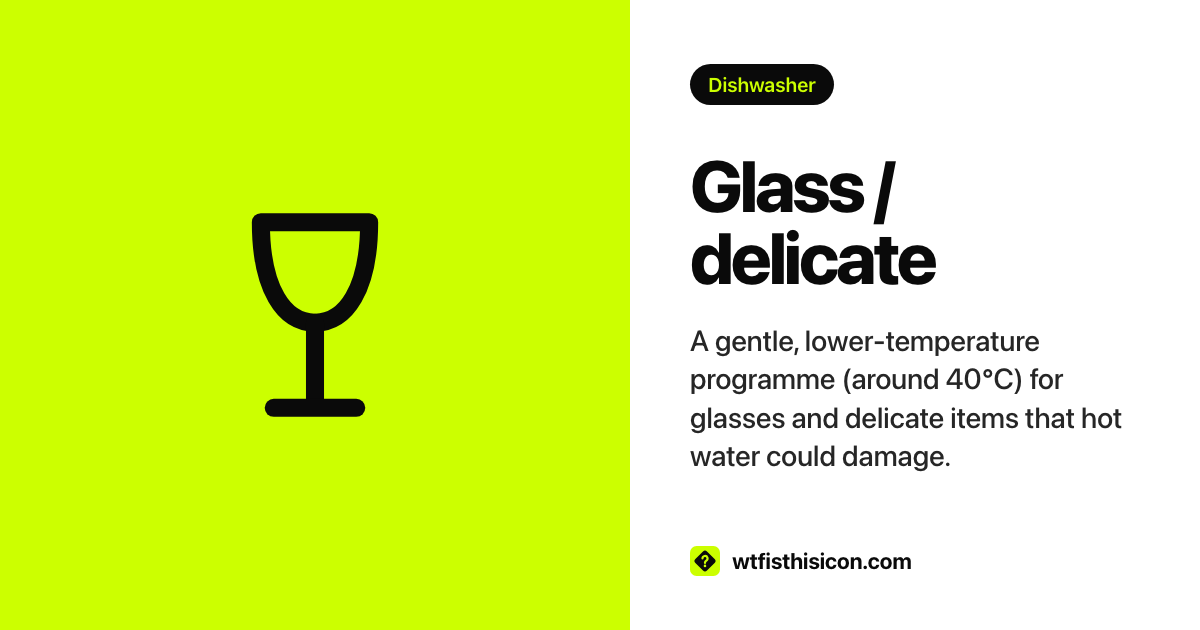 Dishwasher
Glass /
delicate
A gentle, lower-temperature
programme (around 40°C) for
glasses and delicate items that hot
water could damage.
?
wtfisthisicon.com